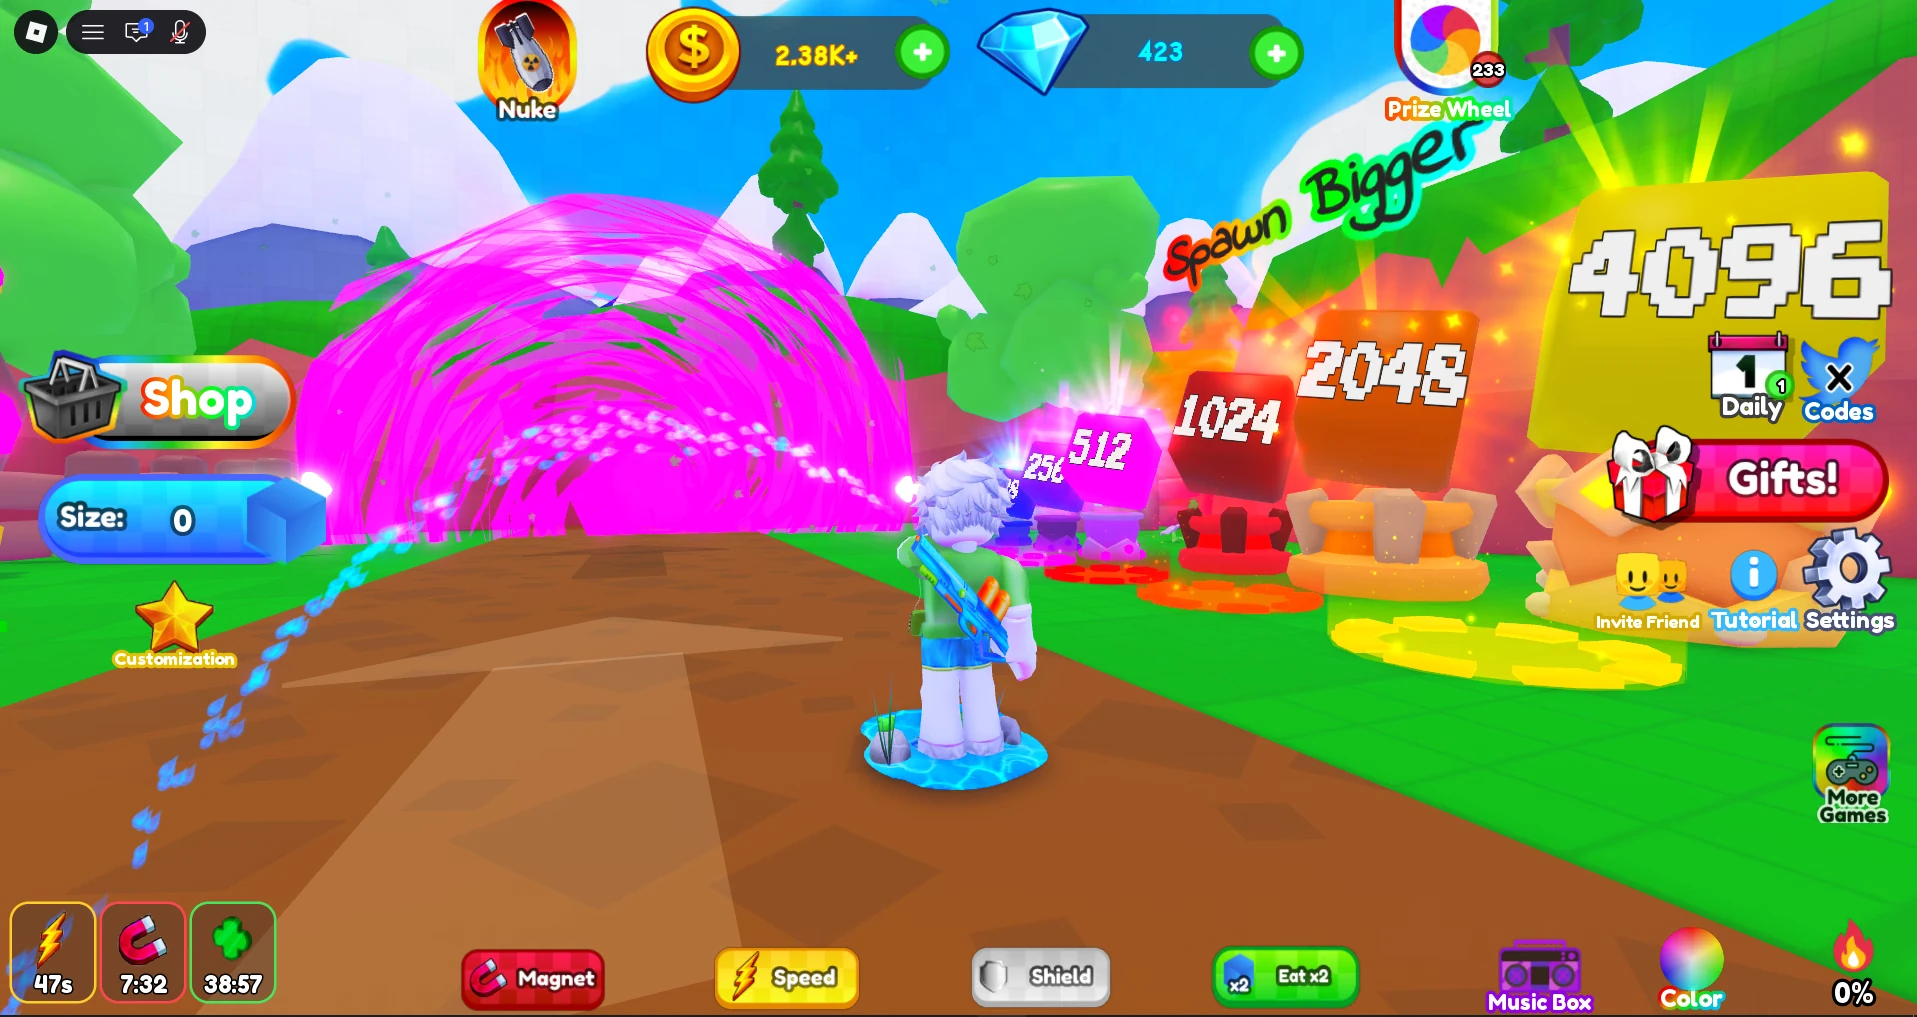 1
Nuke
$
2.38K+
423
233
Prize Wheel
Spawn Bigger
4096
2048
1024
512
256
Shop
1
1
Daily
X
Codes
Size: 0
Gifts!
Customization
Invite Friend
i
Tutorial
Settings
More
Games
47s
7:32
38:57
Magnet
Speed
Shield
x2
Eat x2
Music Box
Color
0%